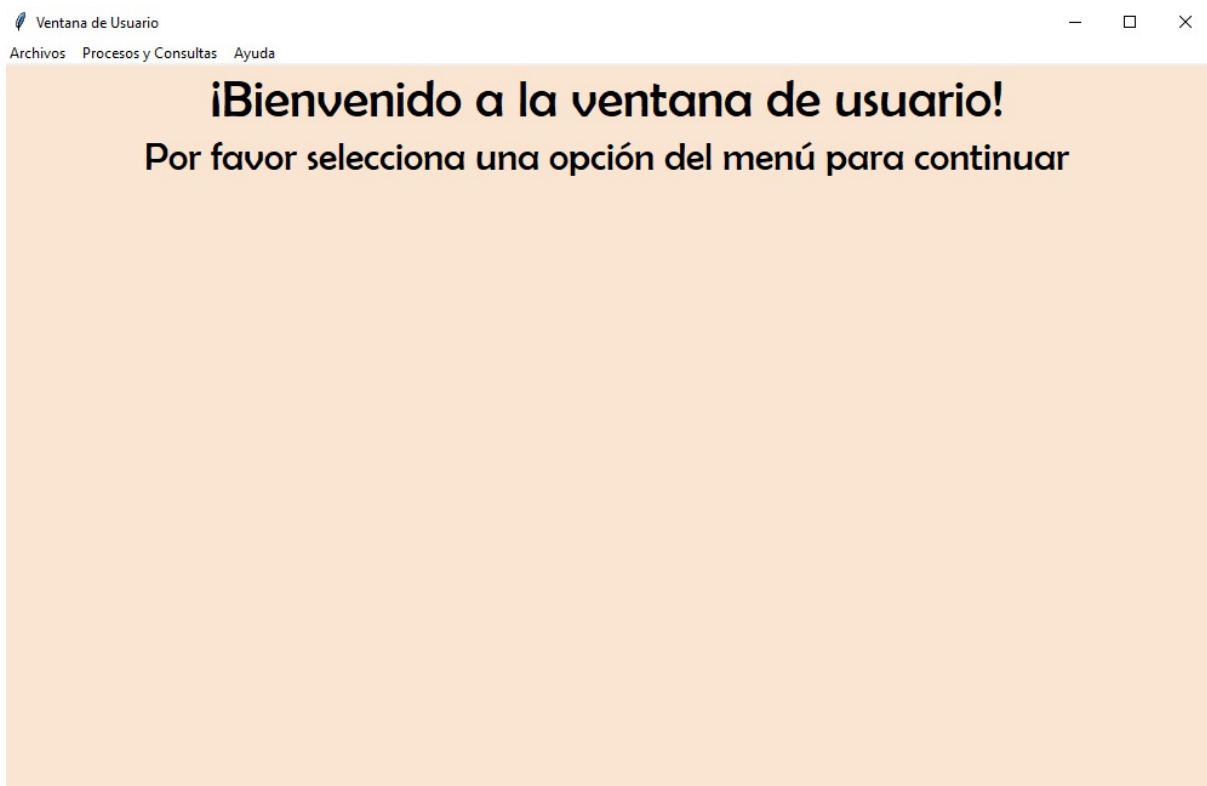 Ventana de Usuario
Archivos Procesos y Consultas Ayuda
¡Bienvenido a la ventana de usuario!
Por favor selecciona una opción del menú para continuar